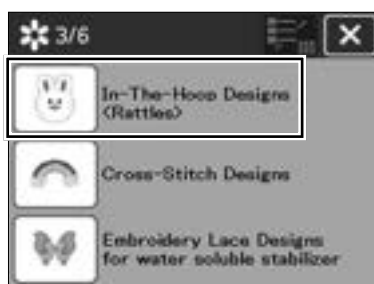 3/6
In-The-Hoop Designs
(Rattles)
Cross-Stitch Designs
Embroidery Lace Designs
for water soluble stabilizer